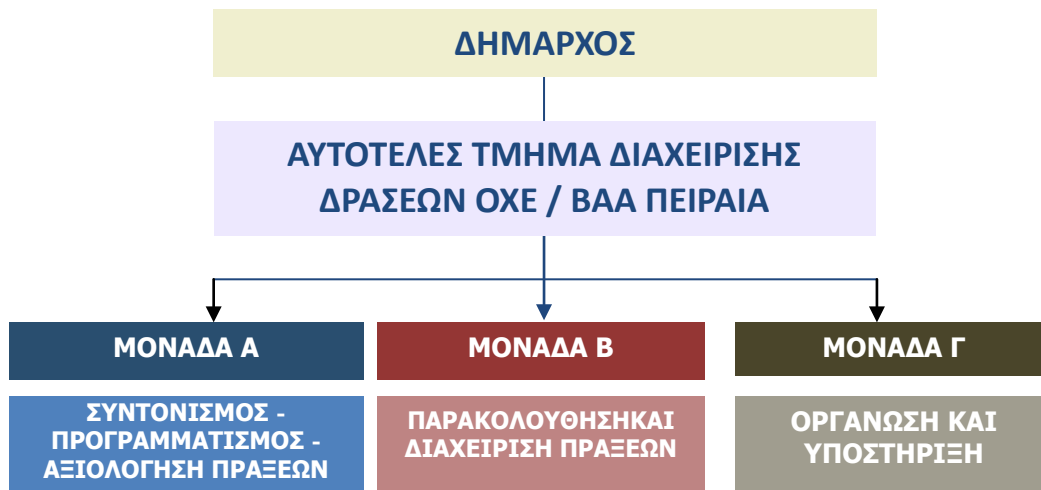 ΔΗΜΑΡΧΟΣ
ΑΥΤΟΤΕΛΕΣ ΤΜΗΜΑ ΔΙΑΧΕΙΡΙΣΗΣ
ΔΡΑΣΕΩΝ ΟΧΕ / ΒΑΑ ΠΕΙΡΑΙΑ
ΜΟΝΑΔΑ Α
ΣΥΝΤΟΝΙΣΜΟΣ -
ΠΡΟΓΡΑΜΜΑΤΙΣΜΟΣ -
ΑΞΙΟΛΟΓΗΣΗ ΠΡΑΞΕΩΝ
ΜΟΝΑΔΑ Β
ΠΑΡΑΚΟΛΟΥΘΗΣΗΚΑΙ
ΔΙΑΧΕΙΡΙΣΗ ΠΡΑΞΕΩΝ
ΜΟΝΑΔΑ Γ
ΟΡΓΑΝΩΣΗ ΚΑΙ
ΥΠΟΣΤΗΡΙΞΗ